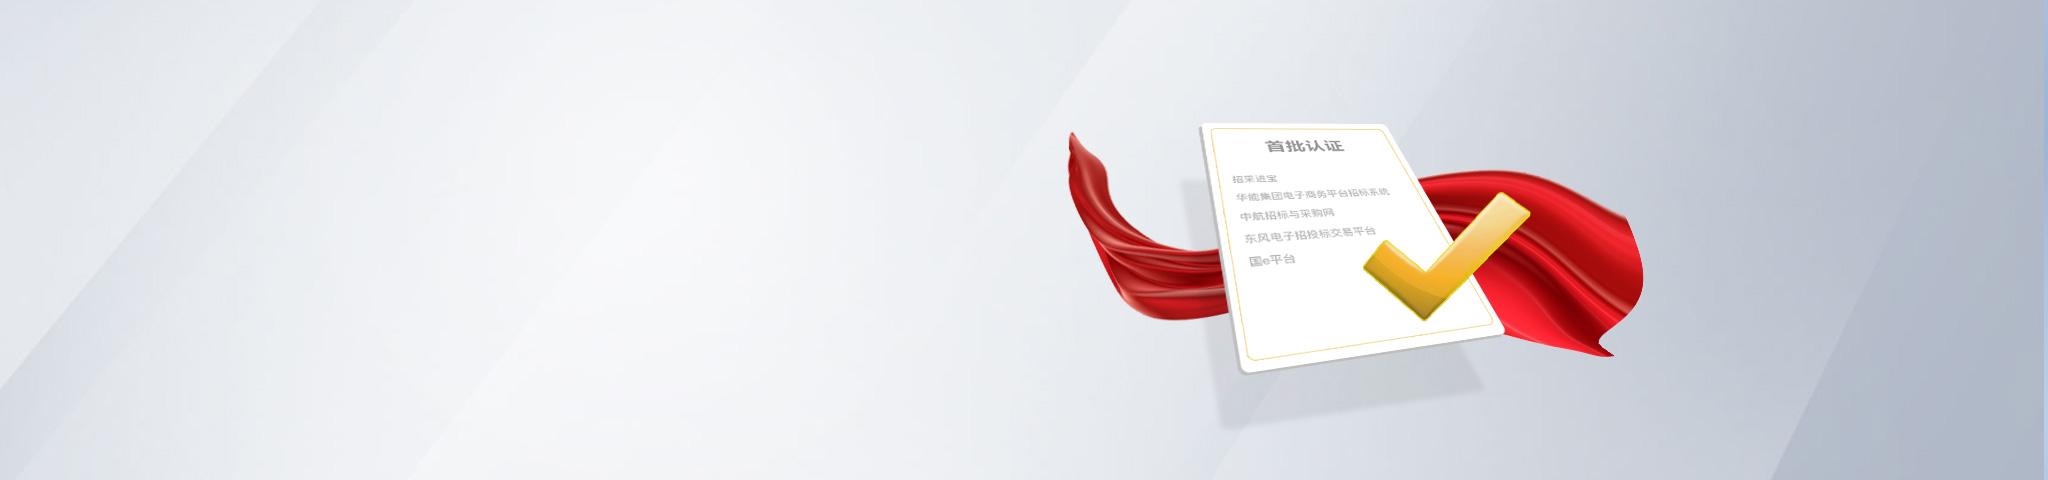 首批认证
招采进宝
华能集团电子商务平台招标系统
中航招标与采购网
东风电子招投标交易平台
国e平台